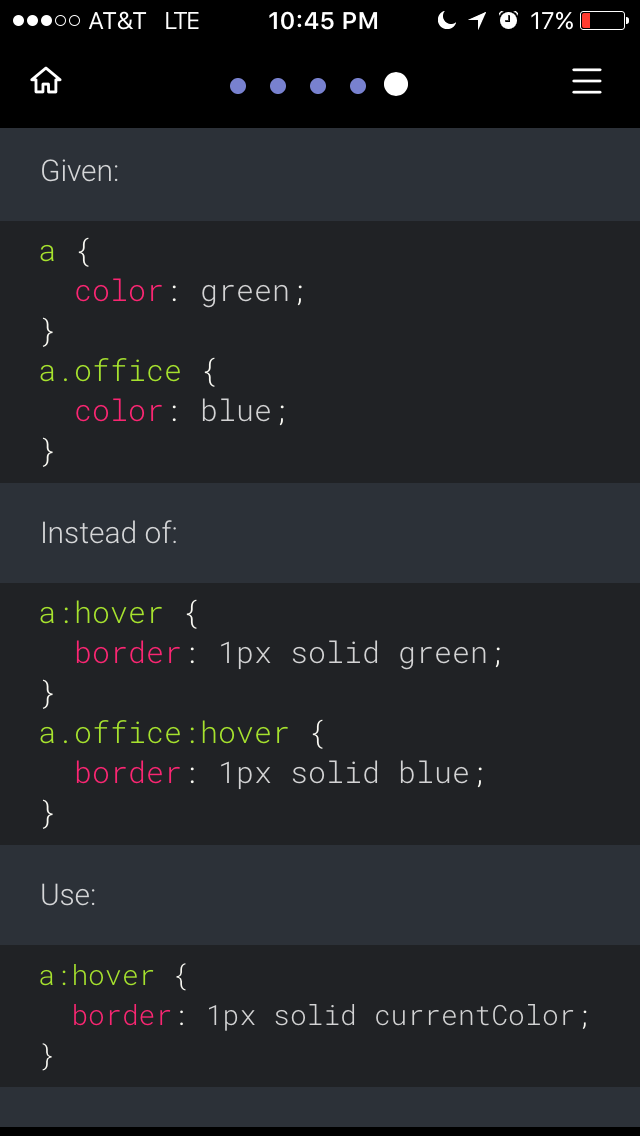 AT&T LTE 10:45 PM 17%
Given:
a {
  color: green;
}
a.office {
  color: blue;
}
Instead of:
a:hover {
  border: 1px solid green;
}
a.office:hover {
  border: 1px solid blue;
}
Use:
a:hover {
  border: 1px solid currentColor;
}